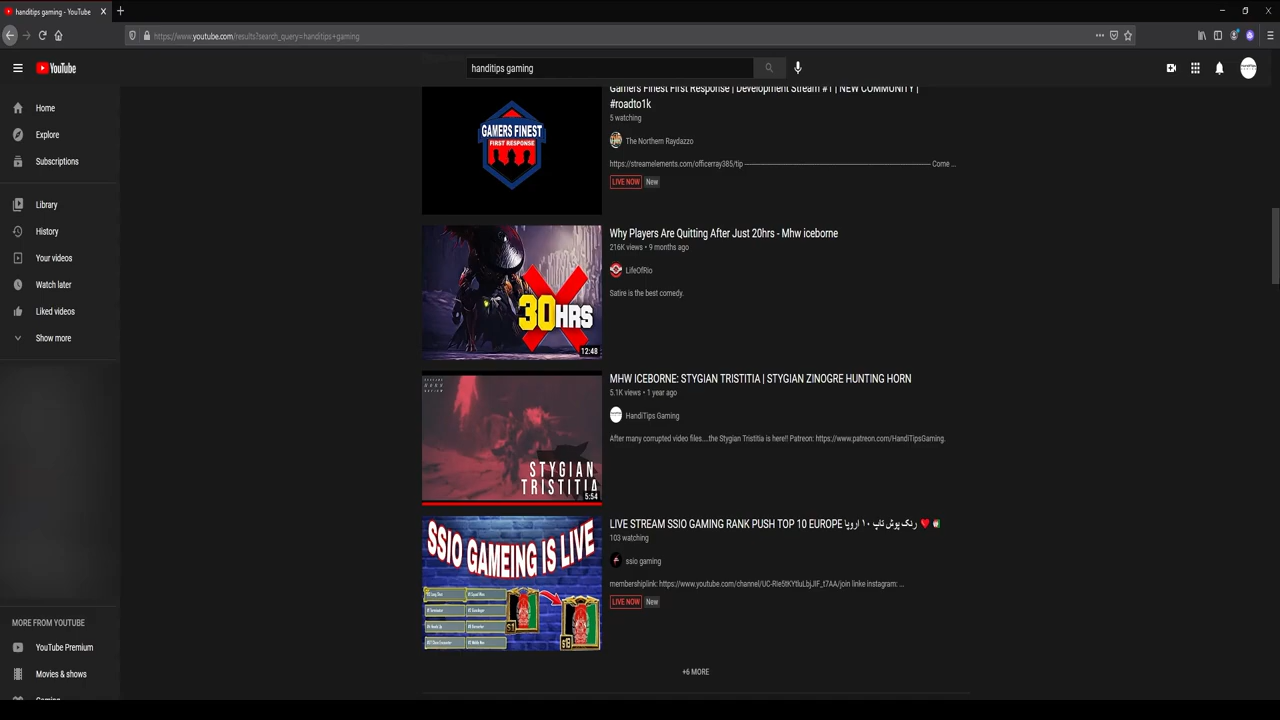 handitips gaming - YouTube
https://www.youtube.com/results?search_query=handitips+gaming
YouTube
handitips gaming
Home
Explore
Subscriptions
Library
History
Your videos
Watch later
Liked videos
Show more
MORE FROM YOUTUBE
YouTube Premium
Movies & shows
Gaming
GAMERS FINEST
FIRST RESPONSE
Gamers Finest First Response | Development Stream #1 | NEW COMMUNITY |
#roadto1k
5 watching
The Northern Raydazzo
https://streamelements.com/officerray385/tip ---------------------------------------------------------------- Come ...
LIVE NOW New
30HRS
12:48
Why Players Are Quitting After Just 20hrs - Mhw iceborne
216K views • 9 months ago
LifeOfRio
Satire is the best comedy.
STYGIAN
TRISTITIA
5:54
MHW ICEBORNE: STYGIAN TRISTITIA | STYGIAN ZINOGRE HUNTING HORN
5.1K views • 1 year ago
HandiTips Gaming
After many corrupted video files....the Stygian Tristitia is here!! Patreon: https://www.patreon.com/HandiTipsGaming.
SSIO GAMEING IS LIVE
LIVE STREAM SSIO GAMING RANK PUSH TOP 10 EUROPE رنک پوش تاپ ۱۰ اروپا
103 watching
ssio gaming
LIVE NOW New
+6 MORE